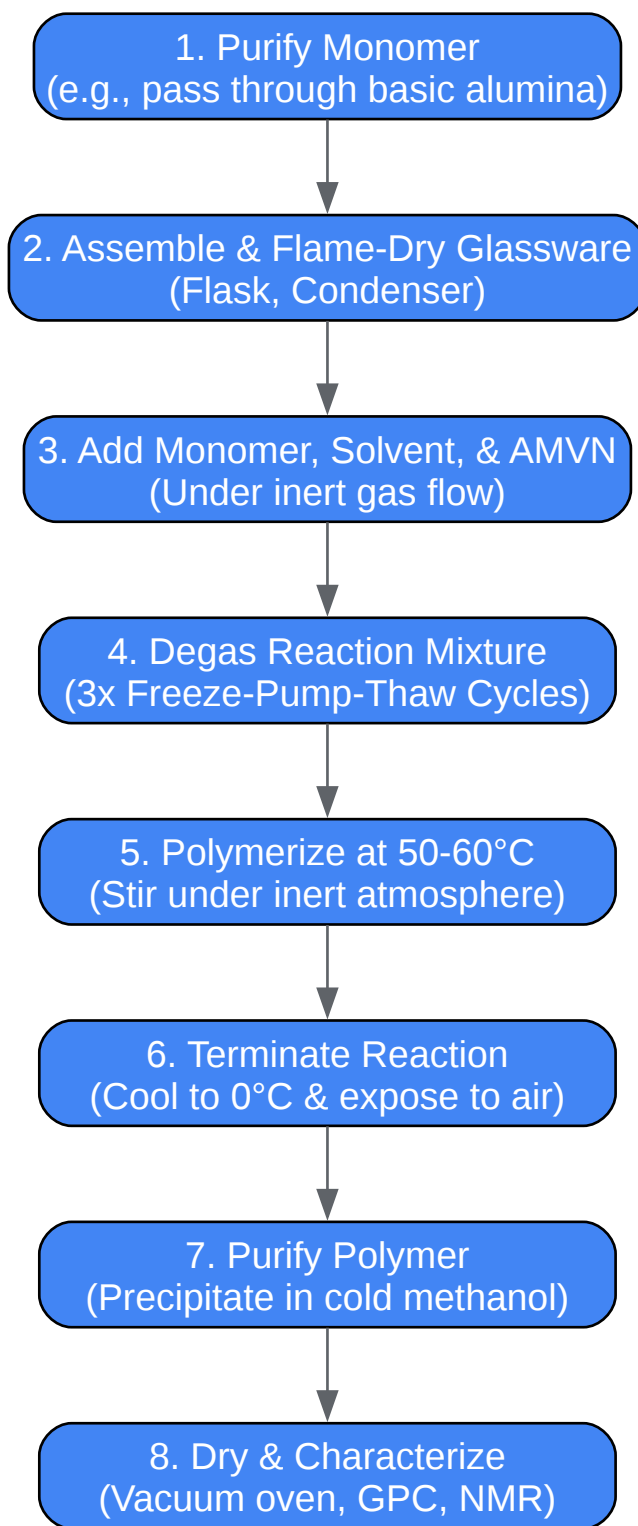 1. Purify Monomer
(e.g., pass through basic alumina)
2. Assemble & Flame-Dry Glassware
(Flask, Condenser)
3. Add Monomer, Solvent, & AMVN
(Under inert gas flow)
4. Degas Reaction Mixture
(3x Freeze-Pump-Thaw Cycles)
5. Polymerize at 50-60°C
(Stir under inert atmosphere)
6. Terminate Reaction
(Cool to 0°C & expose to air)
7. Purify Polymer
(Precipitate in cold methanol)
8. Dry & Characterize
(Vacuum oven, GPC, NMR)